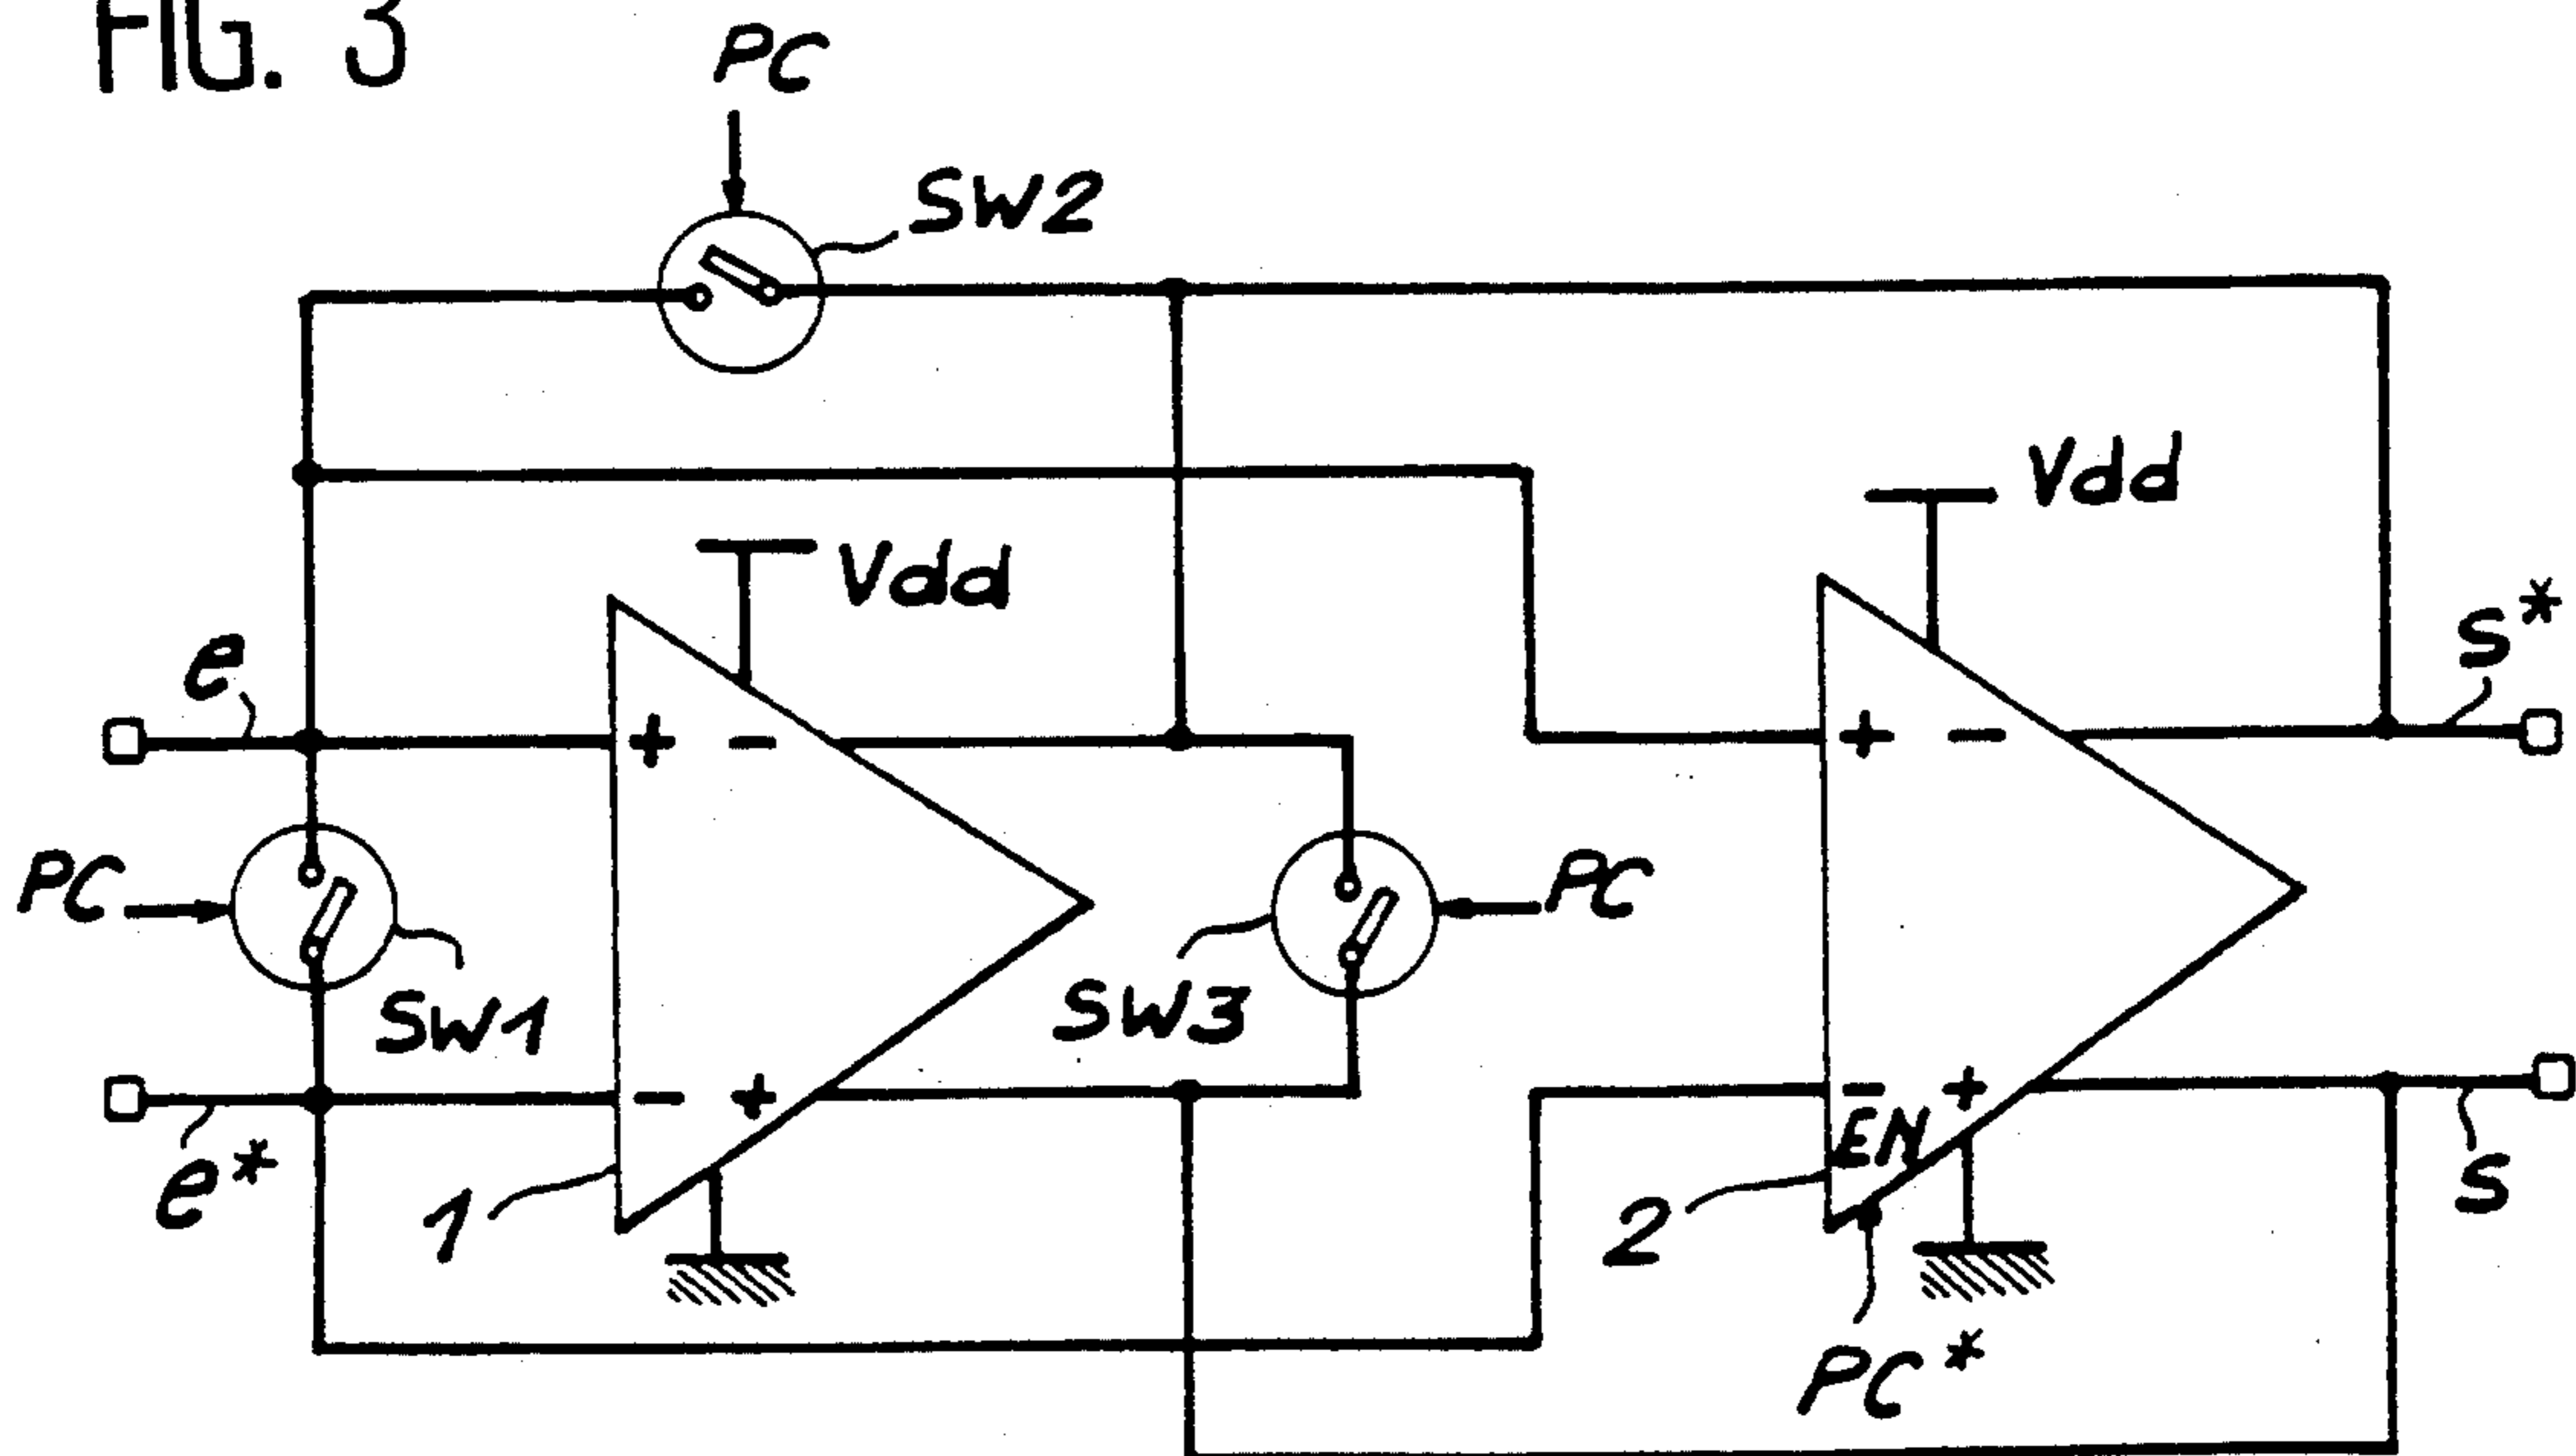 FIG. 3
PC
SW2
Vdd
Vdd
e
s*
+ -
+ -
PC
PC
SW1
SW3
- +
- +
EN
e*
1
2
s
PC*